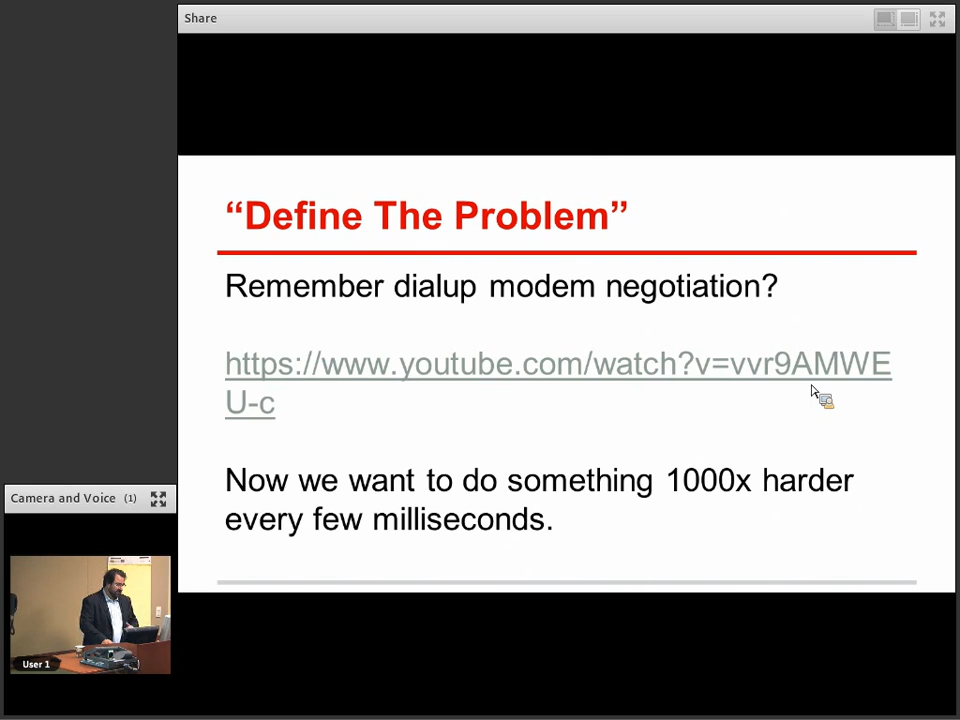 Share
“Define The Problem”
Remember dialup modem negotiation?
https://www.youtube.com/watch?v=vvr9AMWE
U-c
Now we want to do something 1000x harder
every few milliseconds.
Camera and Voice (1)
User 1